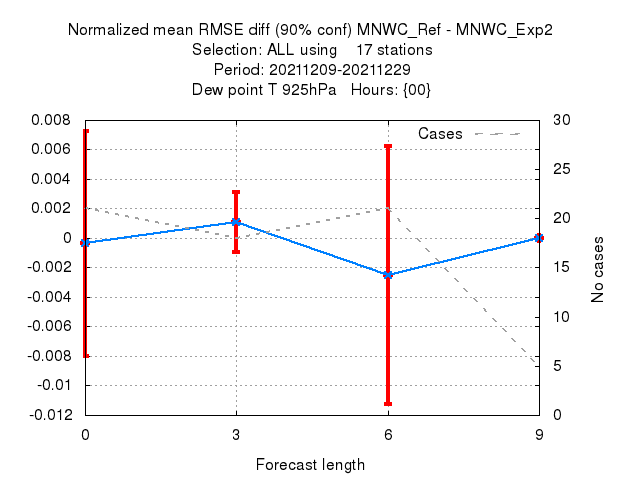 Normalized mean RMSE diff (90% conf) MNWC_Ref - MNWC_Exp2
Selection: ALL using    17 stations
Period: 20211209-20211229
Dew point T 925hPa   Hours: {00}
Cases
0.008
0.006
0.004
0.002
0
-0.002
-0.004
-0.006
-0.008
-0.01
-0.012
30
25
20
15
10
5
0
No cases
0 3 6 9
Forecast length